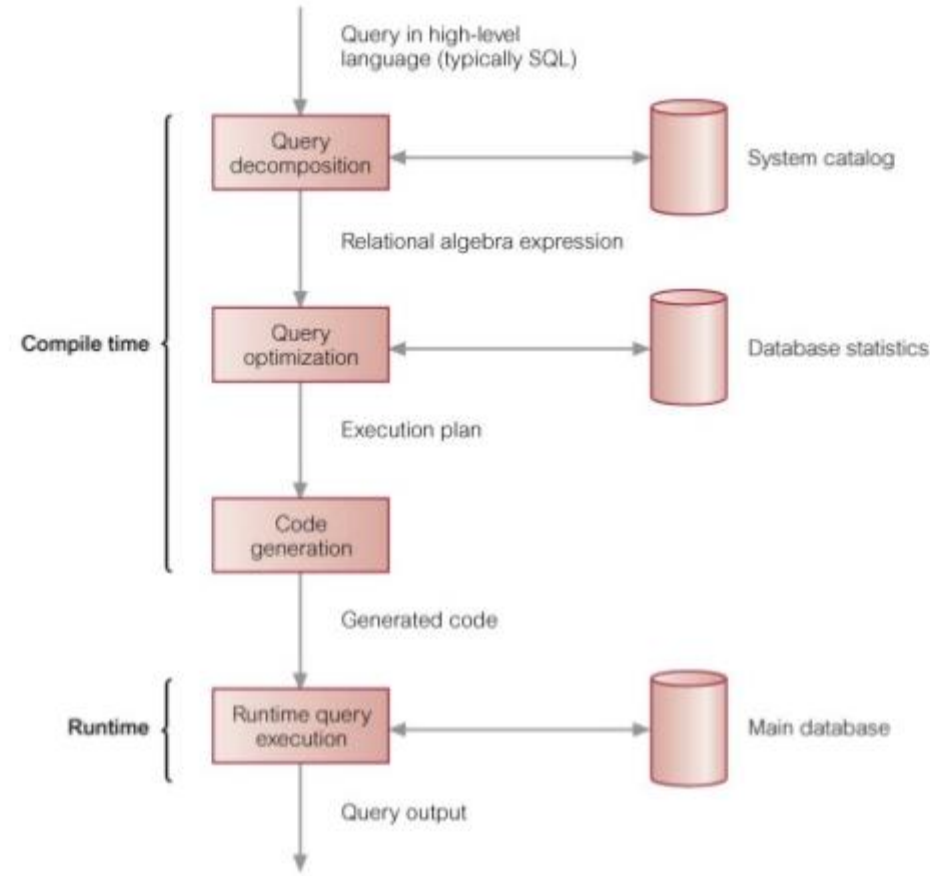 Query in high-level
language (typically SQL)
Query
decomposition
System catalog
Relational algebra expression
Compile time
Query
optimization
Database statistics
Execution plan
Code
generation
Generated code
Runtime
Runtime query
execution
Main database
Query output